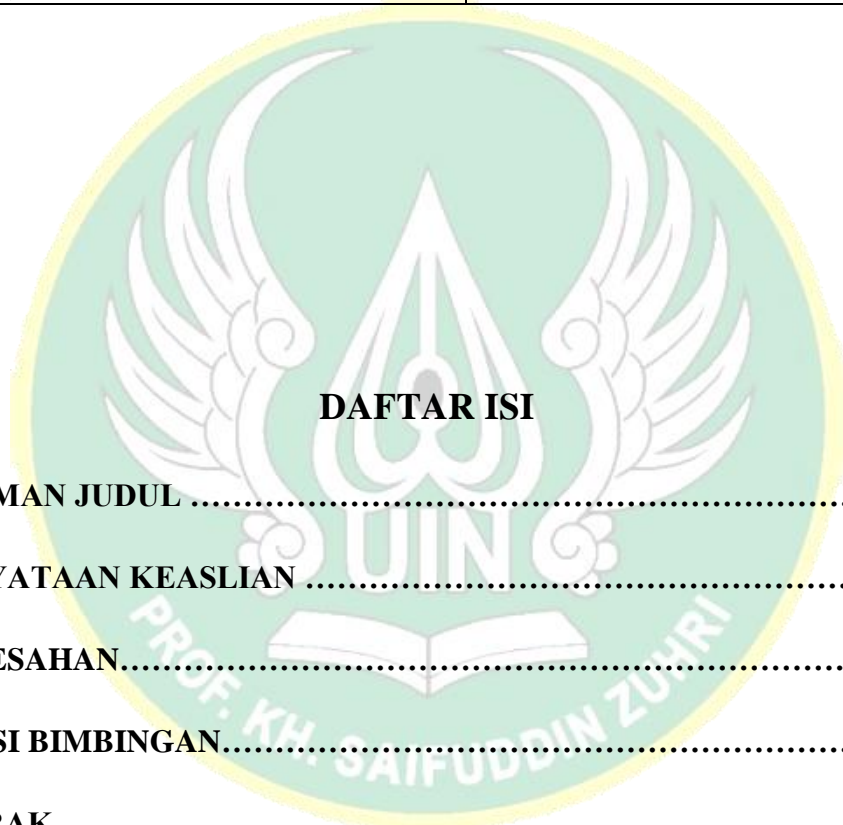 DAFTAR ISI
MAN JUDUL ……………………………………………………………
YATAAN KEASLIAN ………………………………………………
ESAHAN……………………………………………………………………
SI BIMBINGAN…………………………………………………………
UIN
PROF. KH. SAIFUDDIN ZUHRI